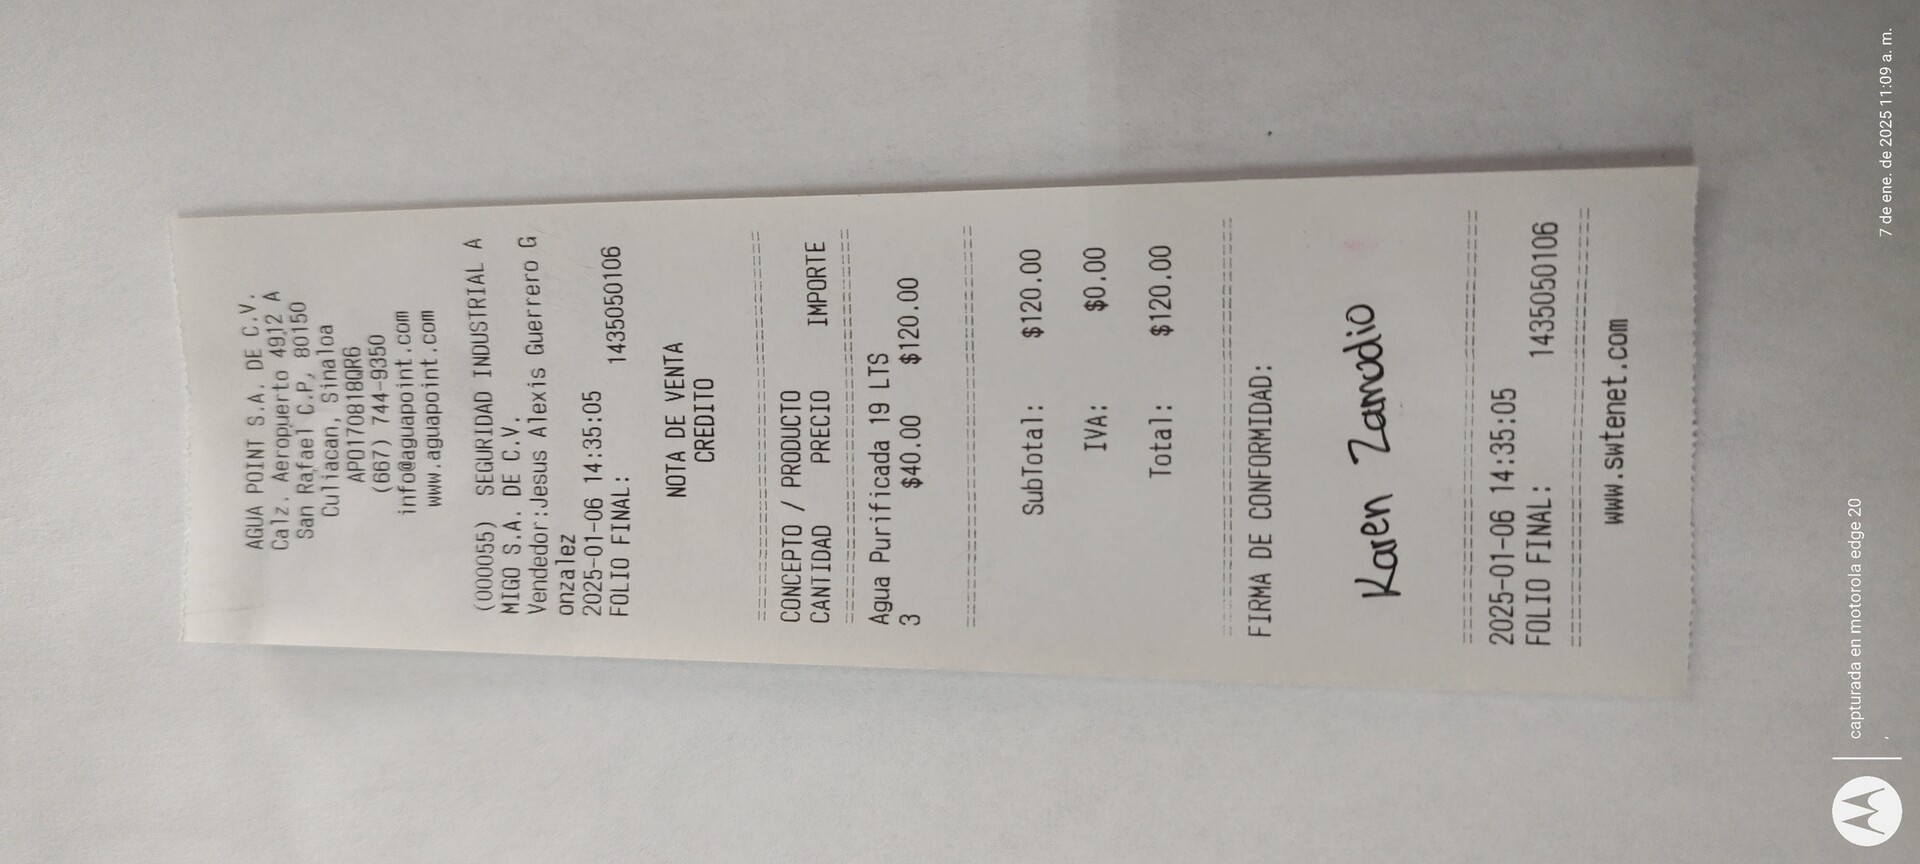 AGUA POINT S.A. DE C.V.
Calz. Aeropuerto 4912 A
San Rafael C.P, 80150
Culiacan, Sinaloa
APO170818QR6
(667) 744-9350
info@aguapoint.com
www.aguapoint.com
(000055) SEGURIDAD INDUSTRIAL A
MIGO S.A. DE C.V.
Vendedor:Jesus Alexis Guerrero G
onzalez
2025-01-06 14:35:05
FOLIO FINAL: 1435050106
NOTA DE VENTA
CREDITO
CONCEPTO / PRODUCTO
CANTIDAD PRECIO IMPORTE
Agua Purificada 19 LTS
3 $40.00 $120.00
SubTotal: $120.00
IVA: $0.00
Total: $120.00
FIRMA DE CONFORMIDAD:
Karen Zamudio
2025-01-06 14:35:05
FOLIO FINAL: 1435050106
www.swtenet.com
capturada en motorola edge 20
7 de ene. de 2025 11:09 a. m.